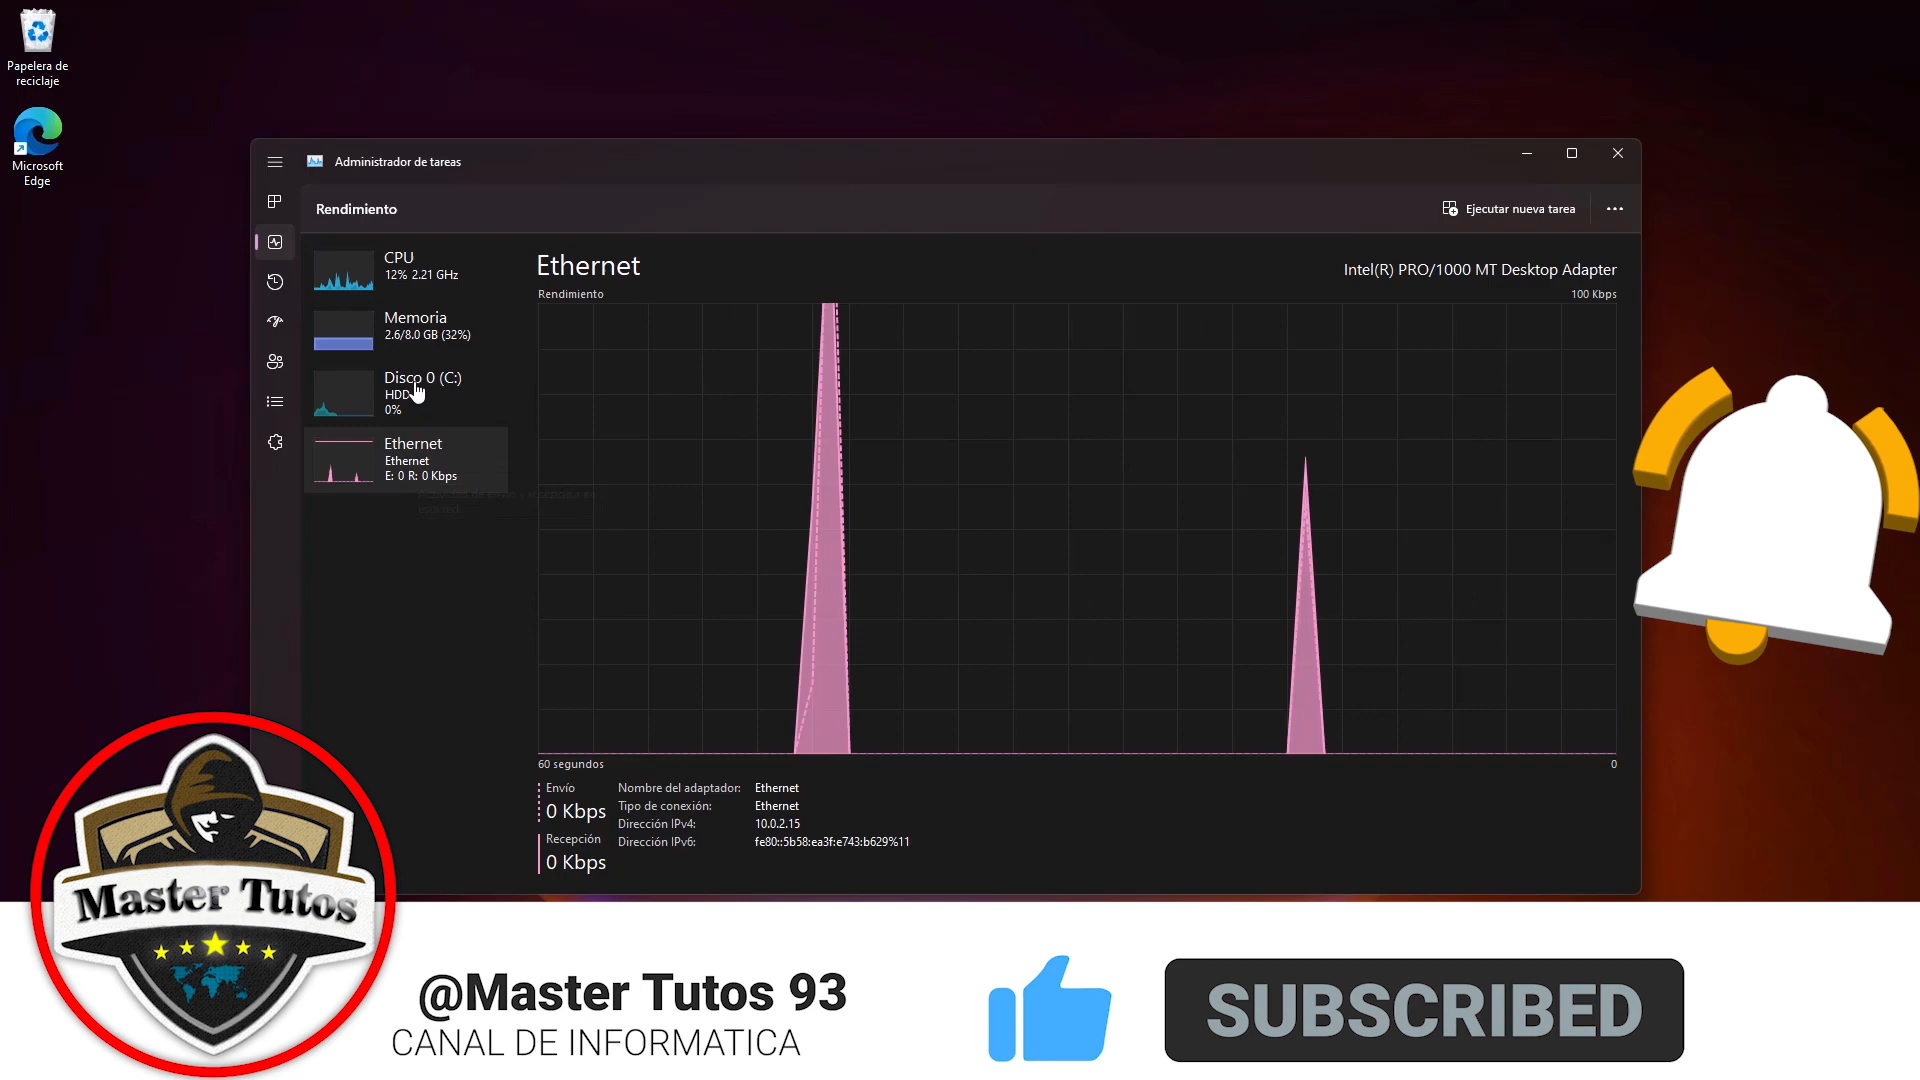 Papelera de
reciclaje
Microsoft
Edge
Administrador de tareas
Rendimiento
Ejecutar nueva tarea
CPU
12% 2.21 GHz
Memoria
2.6/8.0 GB (32%)
Disco 0 (C:)
HDD
0%
Ethernet
Ethernet
E: 0 R: 0 Kbps
Ethernet
Intel(R) PRO/1000 MT Desktop Adapter
Rendimiento
100 Kbps
60 segundos
0
Envío
0 Kbps
Recepción
0 Kbps
Nombre del adaptador: Ethernet
Tipo de conexión: Ethernet
Dirección IPv4: 10.0.2.15
Dirección IPv6: fe80::5b58:ea3f:e743:b629%11
Master Tutos
@Master Tutos 93
CANAL DE INFORMATICA
SUBSCRIBED